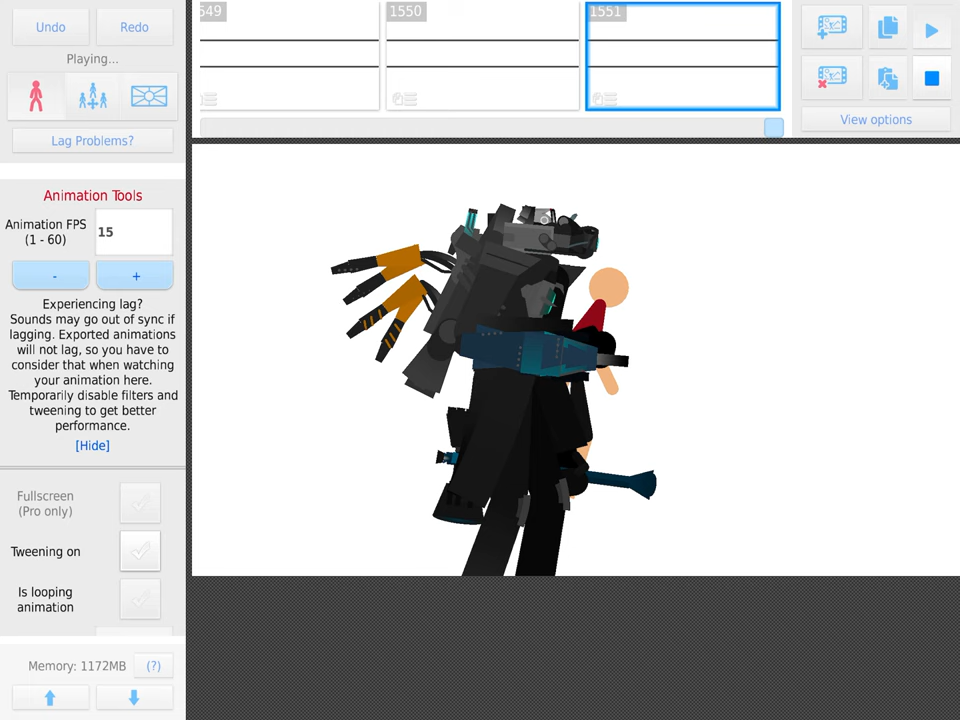 Undo
Redo
Playing...
Lag Problems?
Animation Tools
Animation FPS
(1 - 60)
15
-
+
Experiencing lag?
Sounds may go out of sync if
lagging. Exported animations
will not lag, so you have to
consider that when watching
your animation here.
Temporarily disable filters and
tweening to get better
performance.
[Hide]
Fullscreen
(Pro only)
Tweening on
Is looping
animation
Memory: 1172MB
(?)
549
1550
1551
View options